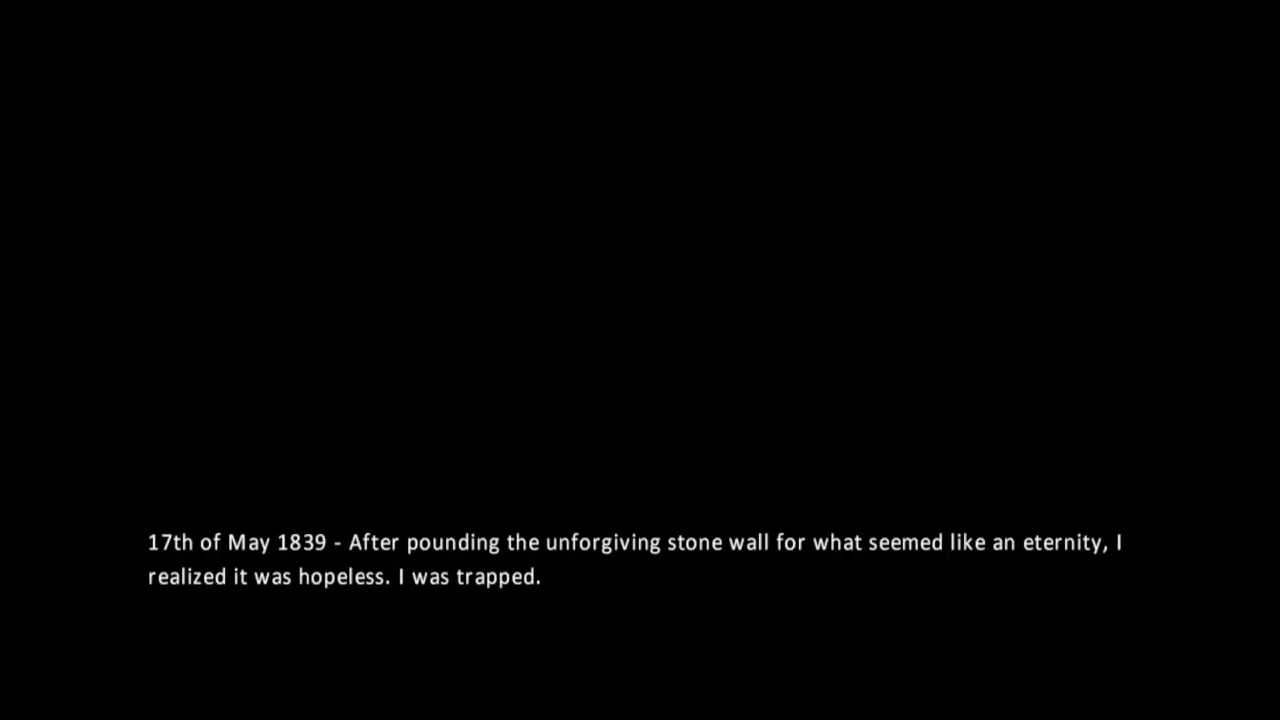 17th of May 1839 - After pounding the unforgiving stone wall for what seemed like an eternity, I
realized it was hopeless. I was trapped.